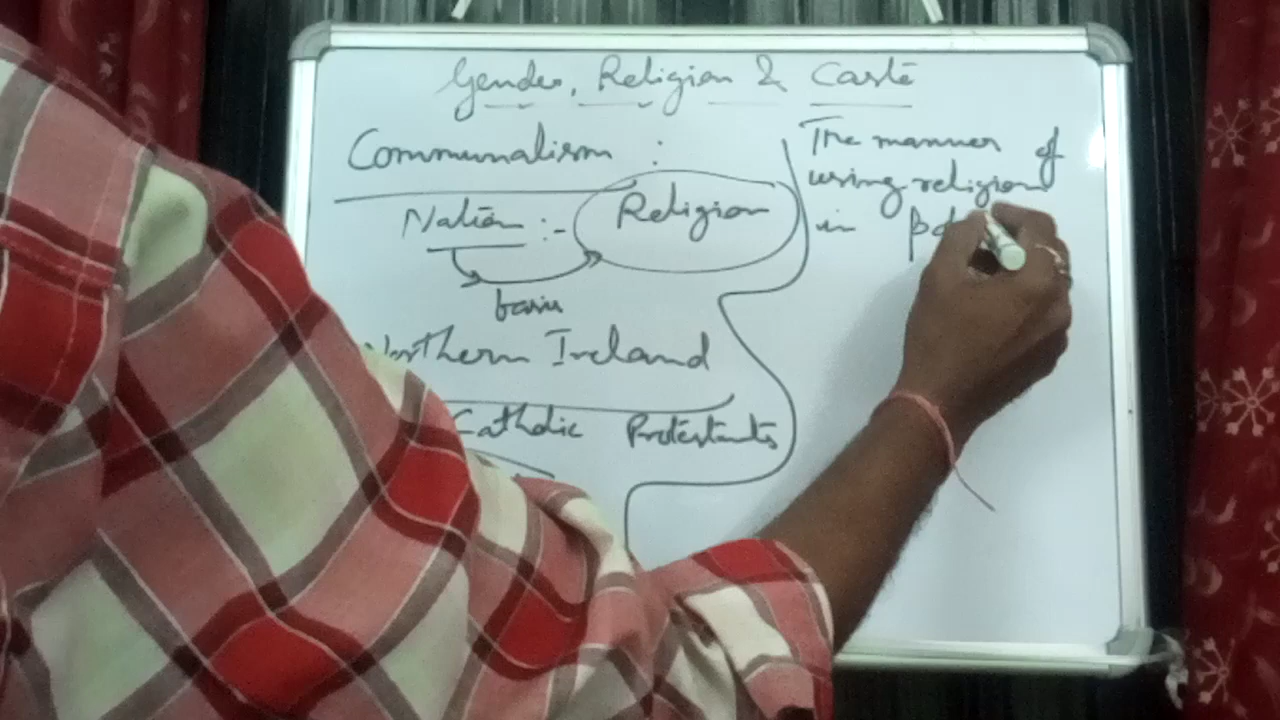 Gender, Religion & Caste
Communalism :
Nation :- Religion
basis
Northern Ireland
Catholic Protestants
The manner of
using religion
in